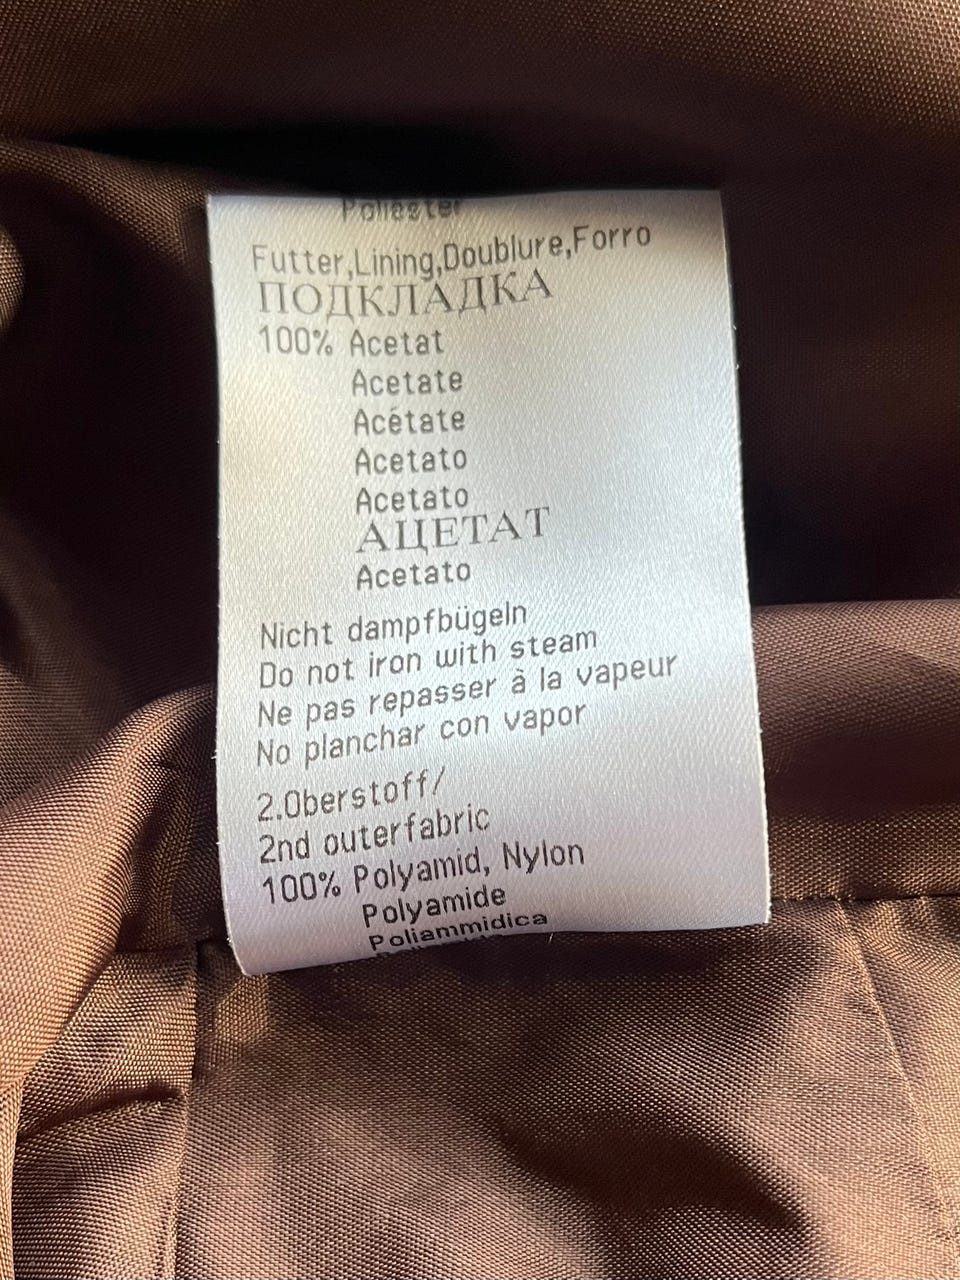 Poliéster
Futter,Lining,Doublure,Forro
ПОДКЛАДКА
100% Acetat
Acetate
Acétate
Acetato
Acetato
АЦЕТАТ
Acetato
Nicht dampfbügeln
Do not iron with steam
Ne pas repasser à la vapeur
No planchar con vapor
2.Oberstoff/
2nd outerfabric
100% Polyamid, Nylon
Polyamide
Poliammidica